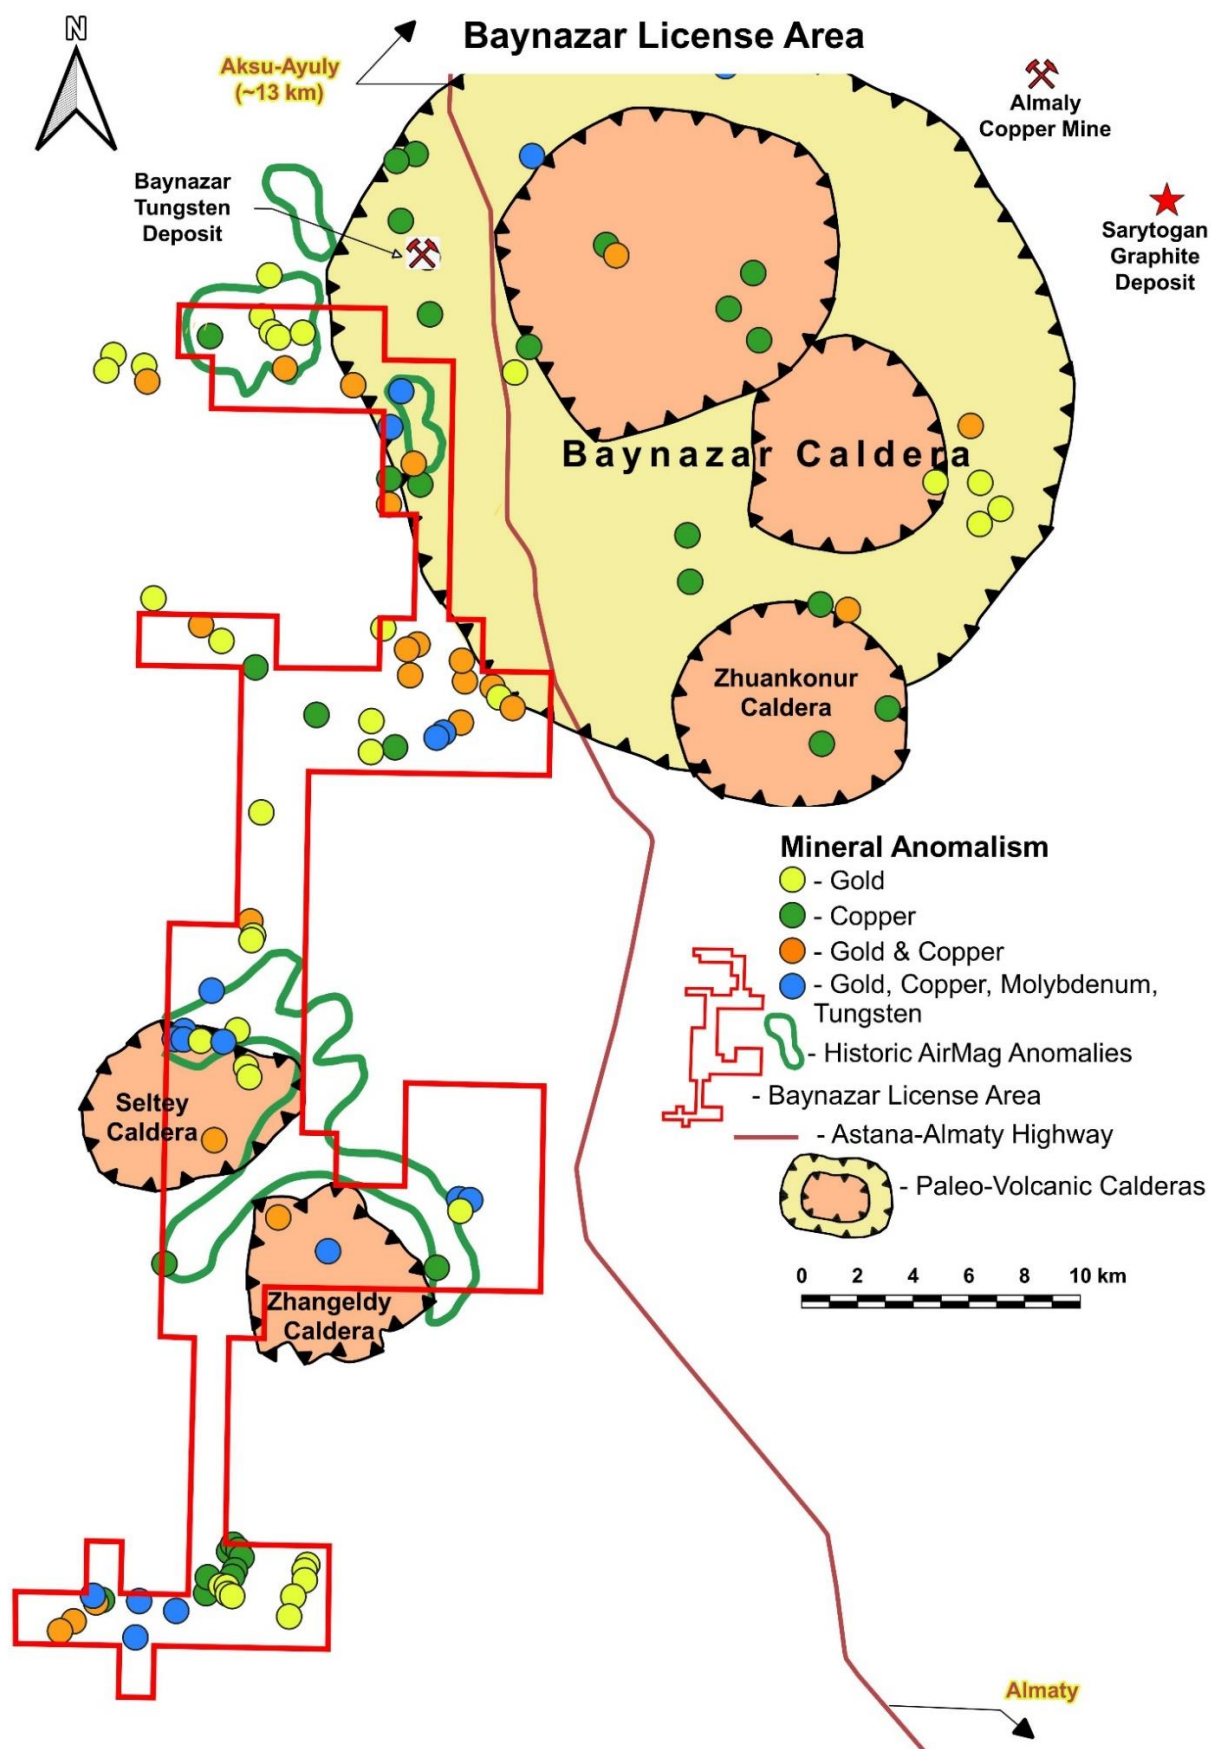 N
Baynazar License Area
Aksu-Ayuly
(~13 km)
Almaly
Copper Mine
Baynazar
Tungsten
Deposit
Sarytogan
Graphite
Deposit
Baynazar Caldera
Zhuankonur
Caldera
Mineral Anomalism
- Gold
- Copper
- Gold & Copper
- Gold, Copper, Molybdenum,
Tungsten
- Historic AirMag Anomalies
- Baynazar License Area
- Astana-Almaty Highway
- Paleo-Volcanic Calderas
0 2 4 6 8 10 km
Seltey
Caldera
Zhangeldy
Caldera
Almaty